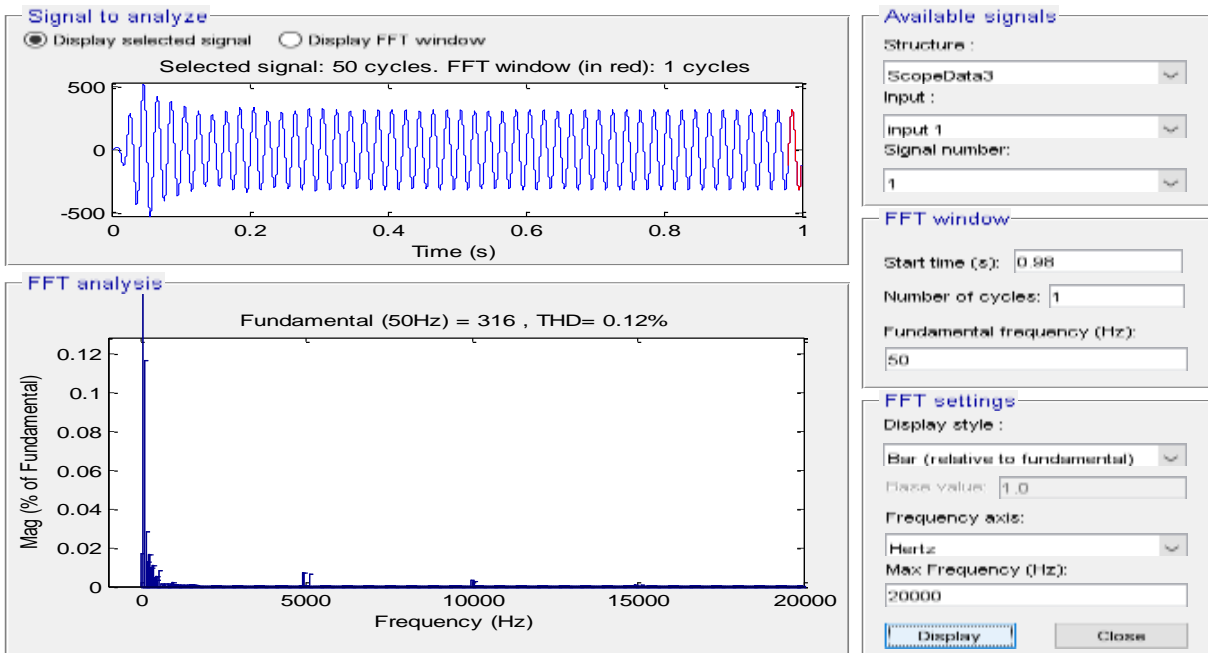 Signal to analyze
Display selected signal Display FFT window
Selected signal: 50 cycles. FFT window (in red): 1 cycles
500
0
-500
0 0.2 0.4 0.6 0.8 1
Time (s)
FFT analysis
Fundamental (50Hz) = 316 , THD= 0.12%
0.12
0.1
0.08
0.06
0.04
0.02
0
Mag (% of Fundamental)
0 5000 10000 15000 20000
Frequency (Hz)
Available signals
Structure :
ScopeData3
Input :
input 1
Signal number:
1
FFT window
Start time (s): 0.98
Number of cycles: 1
Fundamental frequency (Hz):
50
FFT settings
Display style :
Bar (relative to fundamental)
Base value: 1.0
Frequency axis:
Hertz
Max Frequency (Hz):
20000
Display Close